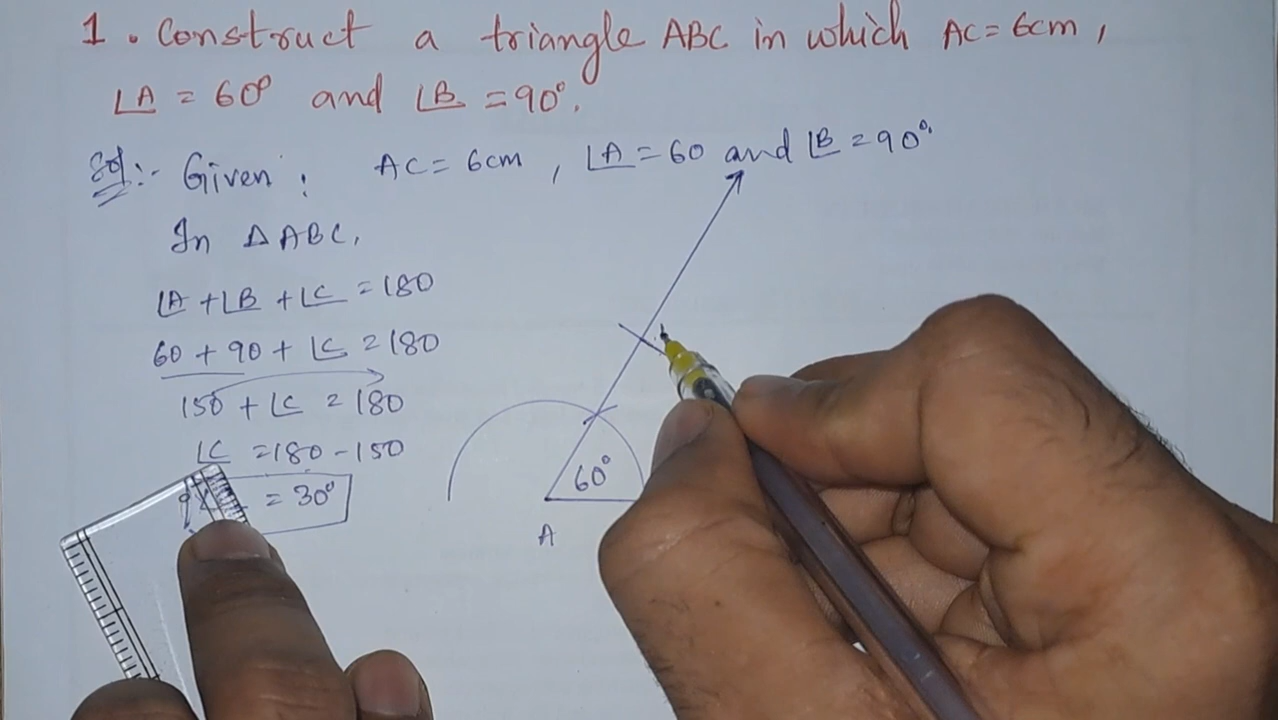 1. Construct a triangle ABC in which AC = 6cm,
∠A = 60° and ∠B = 90°.
Sol:- Given: AC = 6cm, ∠A = 60 and ∠B = 90°
In ΔABC,
∠A + ∠B + ∠C = 180
60 + 90 + ∠C = 180
150 + ∠C = 180
∠C = 180 - 150
= 30°
60°
A